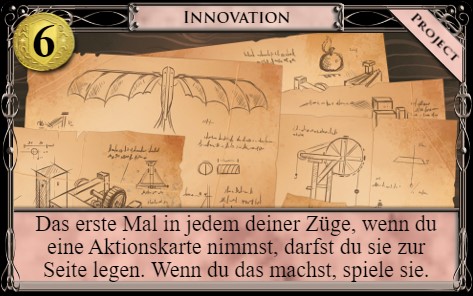 INNOVATION
PROJECT
6
Das erste Mal in jedem deiner Züge, wenn du
eine Aktionskarte nimmst, darfst du sie zur
Seite legen. Wenn du das machst, spiele sie.